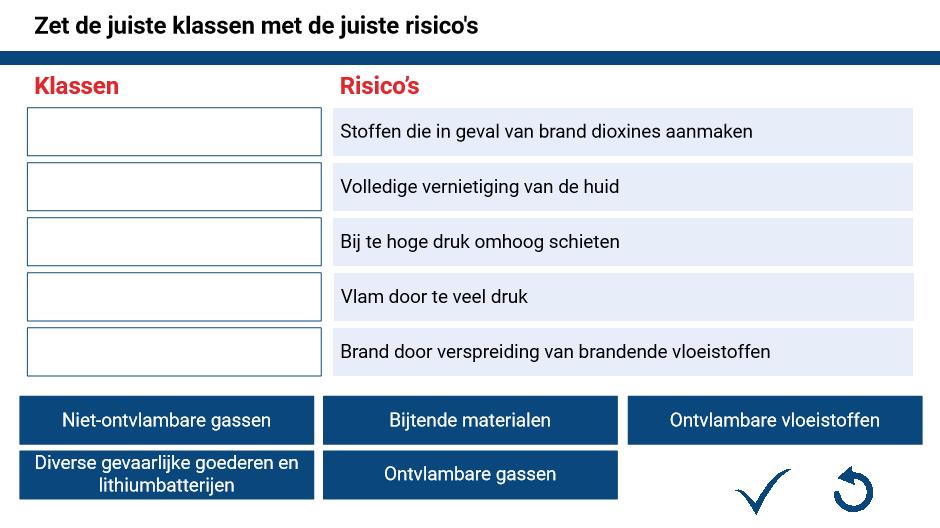 Zet de juiste klassen met de juiste risico's
Klassen
Risico’s
Stoffen die in geval van brand dioxines aanmaken
Volledige vernietiging van de huid
Bij te hoge druk omhoog schieten
Vlam door te veel druk
Brand door verspreiding van brandende vloeistoffen
Niet-ontvlambare gassen
Bijtende materialen
Ontvlambare vloeistoffen
Diverse gevaarlijke goederen en
lithiumbatterijen
Ontvlambare gassen